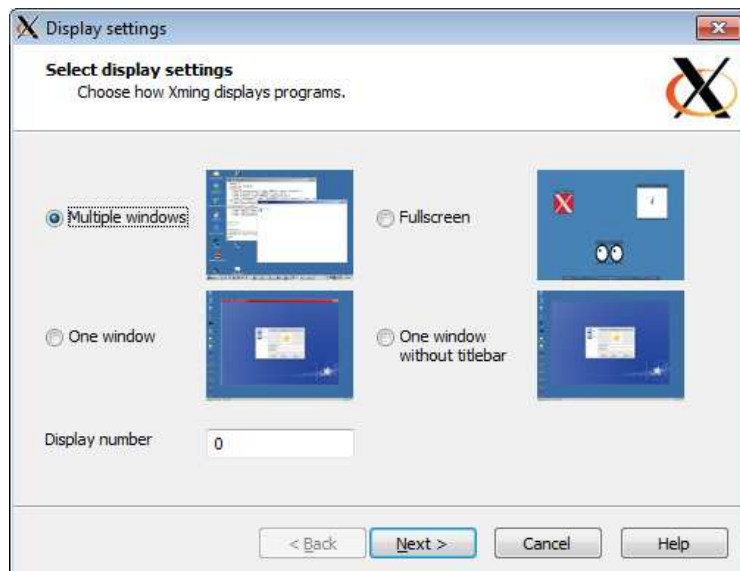 Display settings
Select display settings
Choose how Xming displays programs.
Multiple windows
Fullscreen
One window
One window
without titlebar
Display number
0
< Back
Next >
Cancel
Help